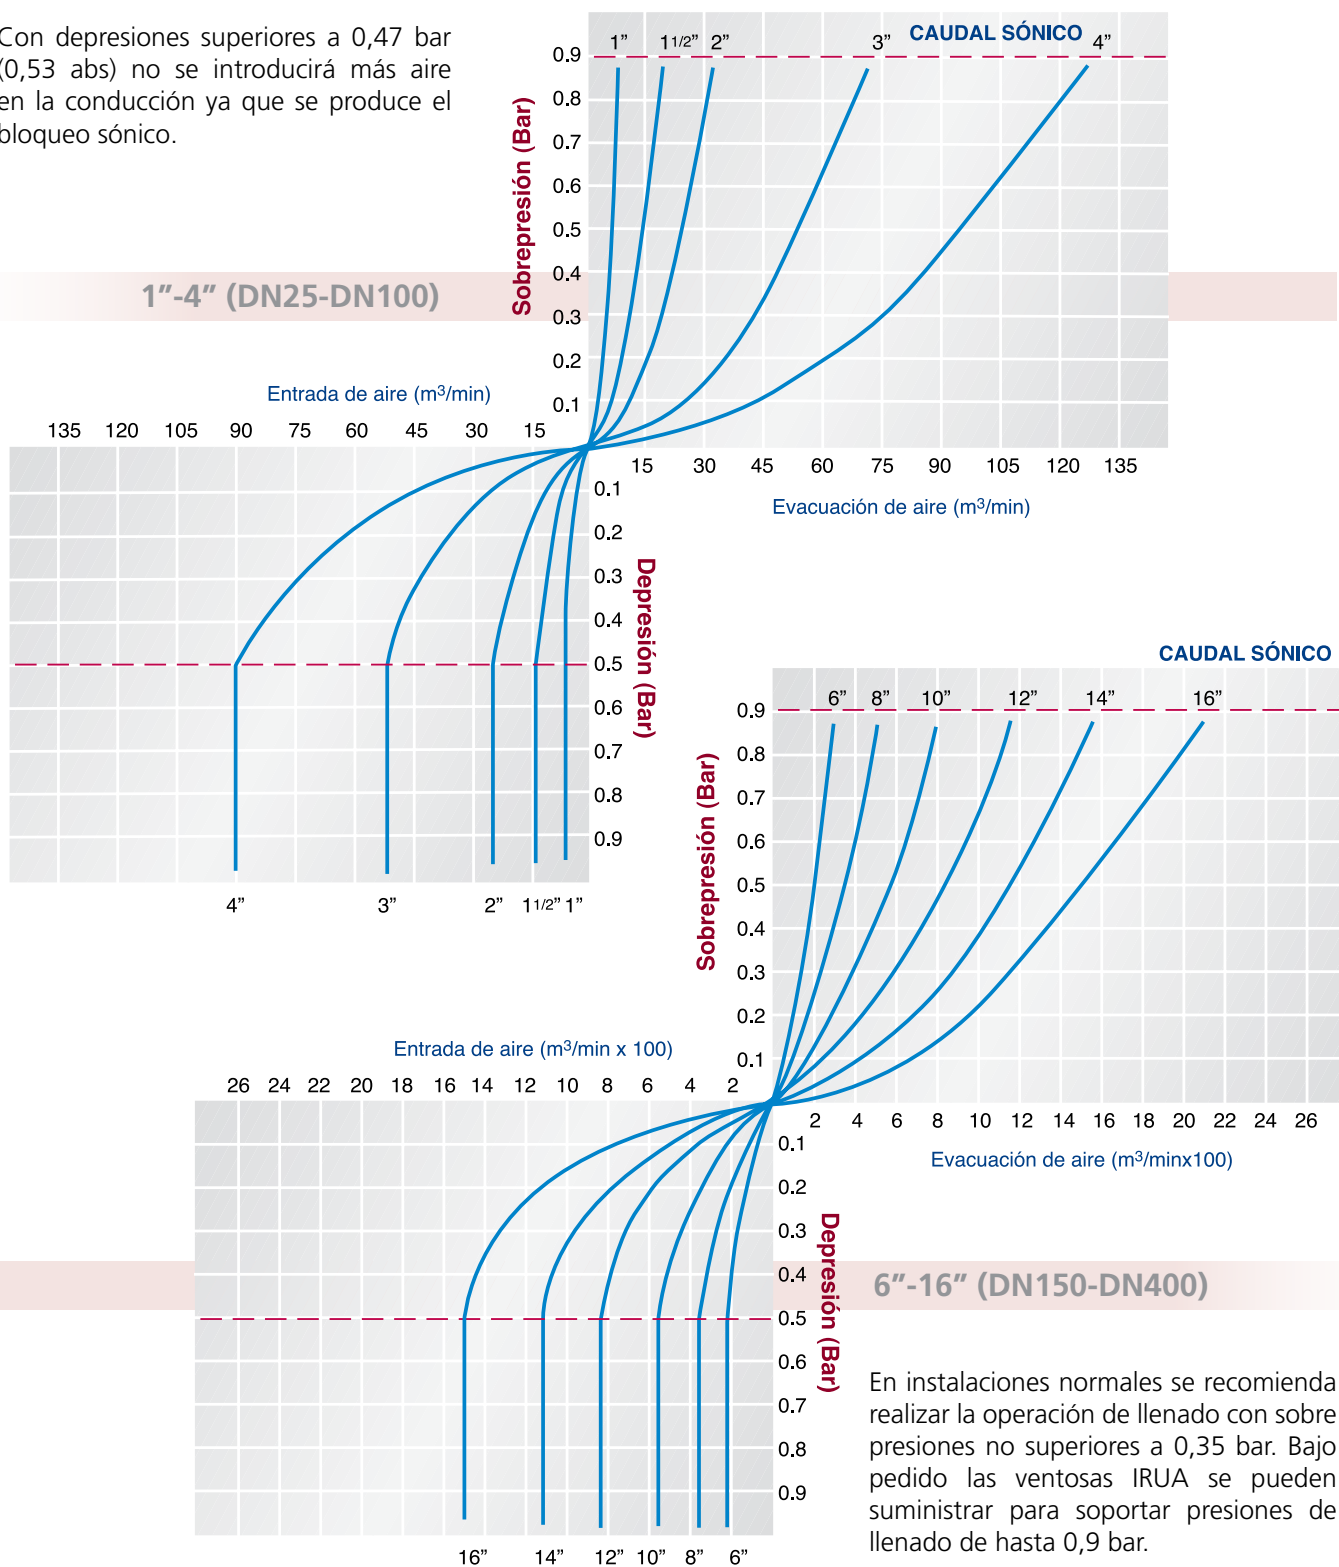 Con depresiones superiores a 0,47 bar
(0,53 abs) no se introducirá más aire
en la conducción ya que se produce el
bloqueo sónico.
CAUDAL SÓNICO
1” 1 1/2” 2” 3” 4”
Sobrepresión (Bar)
0.9
0.8
0.7
0.6
0.5
0.4
0.3
0.2
0.1
1”-4” (DN25-DN100)
Entrada de aire (m³/min)
135 120 105 90 75 60 45 30 15
15 30 45 60 75 90 105 120 135
Evacuación de aire (m³/min)
0.1
0.2
0.3
0.4
0.5
0.6
0.7
0.8
0.9
Depresión (Bar)
4” 3” 2” 1 1/2” 1”
CAUDAL SÓNICO
6” 8” 10” 12” 14” 16”
Sobrepresión (Bar)
0.9
0.8
0.7
0.6
0.5
0.4
0.3
0.2
0.1
Entrada de aire (m³/min x 100)
26 24 22 20 18 16 14 12 10 8 6 4 2
2 4 6 8 10 12 14 16 18 20 22 24 26
Evacuación de aire (m³/minx100)
0.1
0.2
0.3
0.4
0.5
0.6
0.7
0.8
0.9
Depresión (Bar)
16” 14” 12” 10” 8” 6”
6”-16” (DN150-DN400)
En instalaciones normales se recomienda
realizar la operación de llenado con sobre
presiones no superiores a 0,35 bar. Bajo
pedido las ventosas IRUA se pueden
suministrar para soportar presiones de
llenado de hasta 0,9 bar.